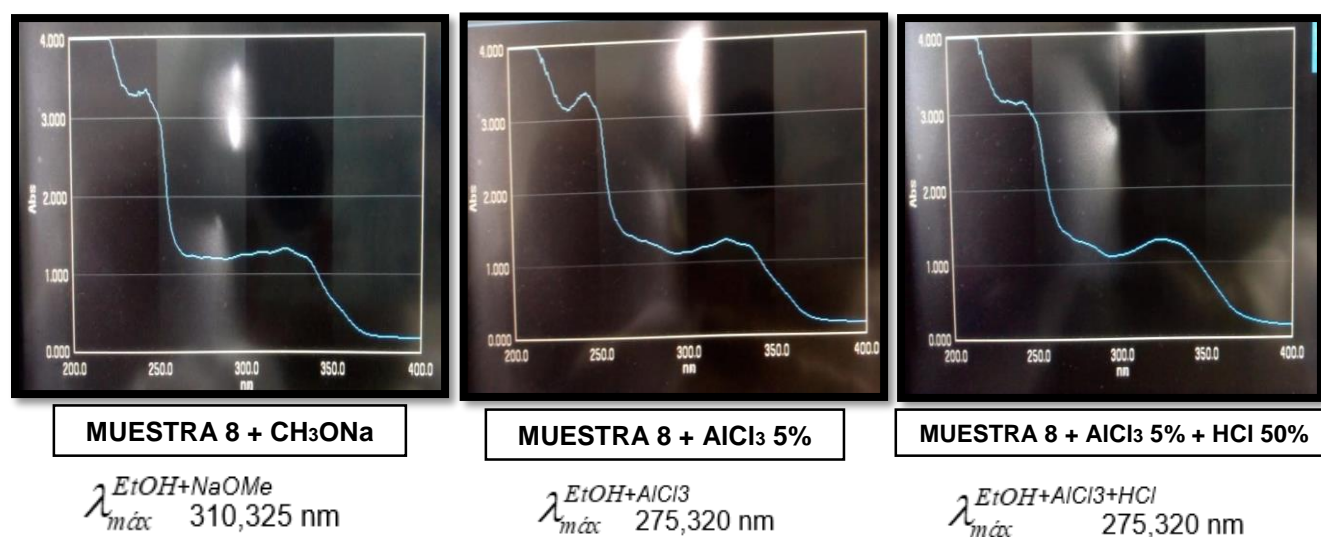 4.000
3.000
2.000
1.000
0.000
Abs
200.0 250.0 300.0 350.0 400.0
nm
4.000
3.000
2.000
1.000
0.000
Abs
200.0 250.0 300.0 350.0 400.0
nm
4.000
3.000
2.000
1.000
0.000
Abs
200.0 250.0 300.0 350.0 400.0
nm
MUESTRA 8 + CH3ONa
MUESTRA 8 + AlCl3 5%
MUESTRA 8 + AlCl3 5% + HCl 50%
λ EtOH+NaOMe máx 310,325 nm
λ EtOH+AlCl3 máx 275,320 nm
λ EtOH+AlCl3+HCl máx 275,320 nm